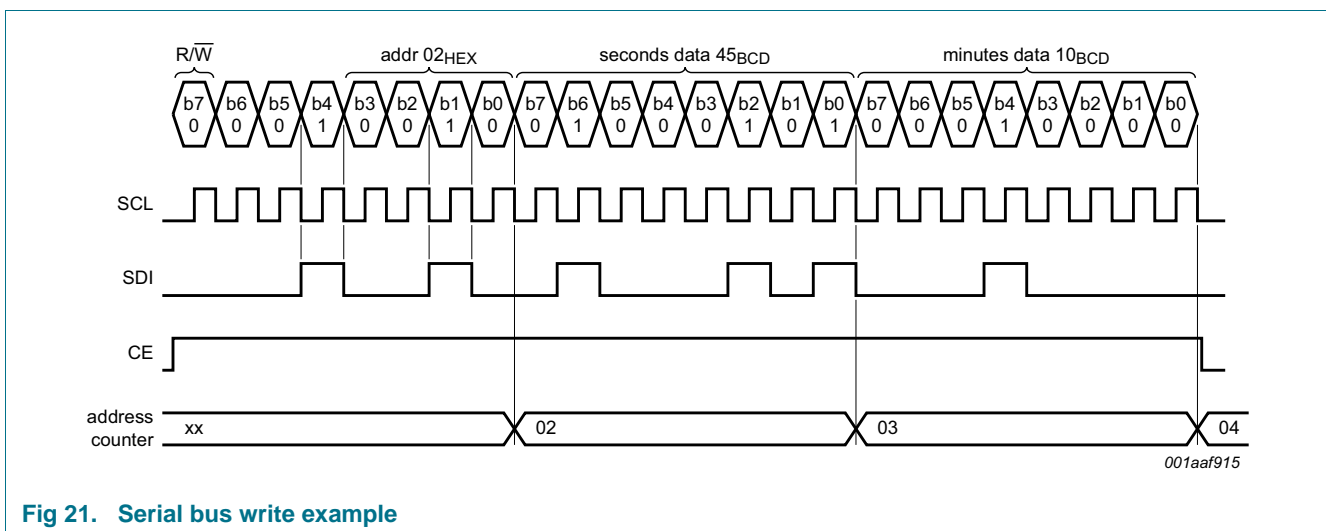 R/W addr 02HEX seconds data 45BCD minutes data 10BCD
b7 b6 b5 b4 b3 b2 b1 b0 b7 b6 b5 b4 b3 b2 b1 b0 b7 b6 b5 b4 b3 b2 b1 b0
0 0 0 1 0 0 1 0 0 1 0 0 0 1 0 1 0 0 0 1 0 0 0 0
SCL
SDI
CE
address
counter
xx 02 03 04
001aaf915
Fig 21. Serial bus write example